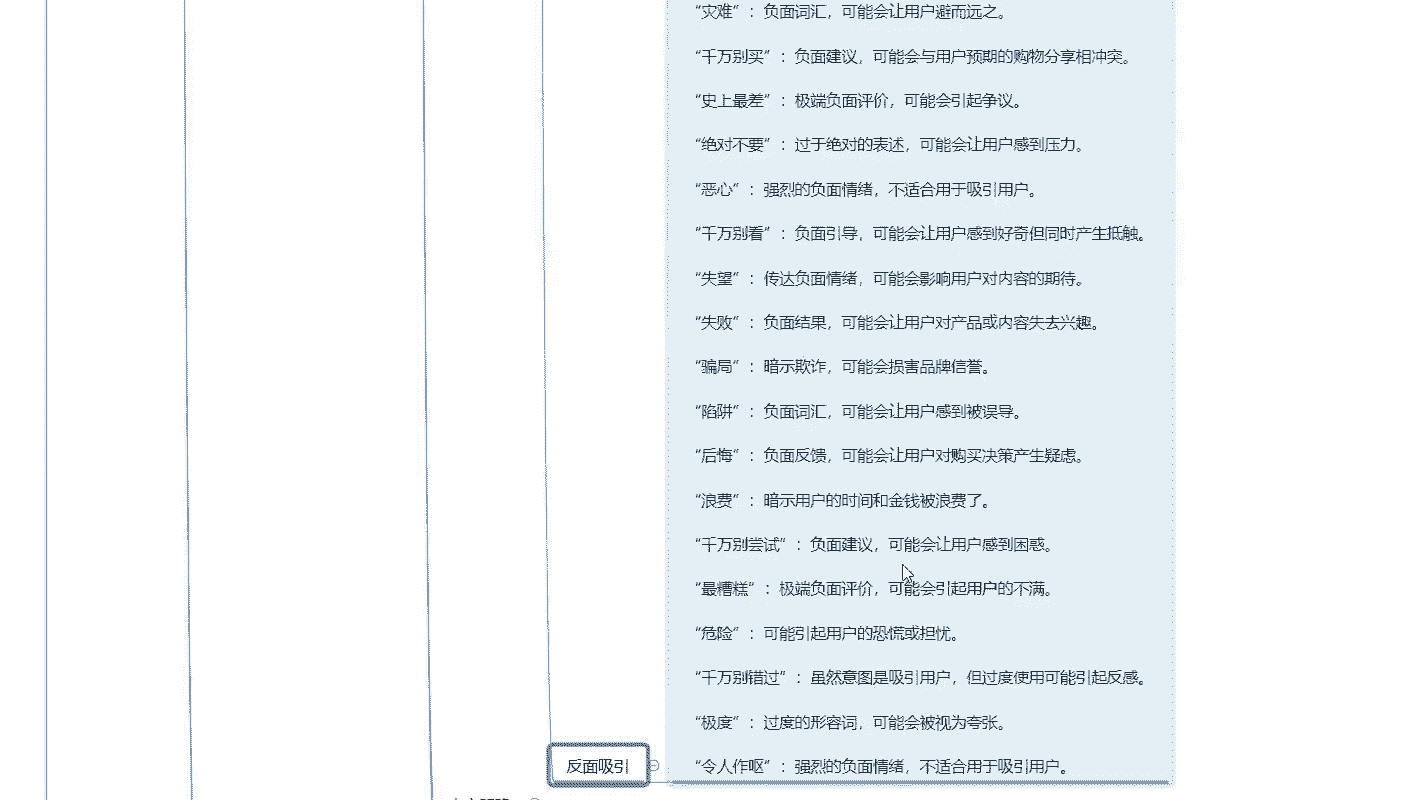 “灾难”：负面词汇，可能会让用户避而远之。
“千万别买”：负面建议，可能会与用户预期的购物分享相冲突。
“史上最差”：极端负面评价，可能会引起争议。
“绝对不要”：过于绝对的表述，可能会让用户感到压力。
“恶心”：强烈的负面情绪，不适合用于吸引用户。
“千万别看”：负面引导，可能会让用户感到好奇但同时产生抵触。
“失望”：传达负面情绪，可能会影响用户对内容的期待。
“失败”：负面结果，可能会让用户对产品或内容失去兴趣。
“骗局”：暗示欺诈，可能会损害品牌信誉。
“陷阱”：负面词汇，可能会让用户感到被误导。
“后悔”：负面反馈，可能会让用户对购买决策产生疑虑。
“浪费”：暗示用户的时间和金钱被浪费了。
“千万别尝试”：负面建议，可能会让用户感到困惑。
“最糟糕”：极端负面评价，可能会引起用户的不满。
“危险”：可能引起用户的恐慌或担忧。
“千万别错过”：虽然意图是吸引用户，但过度使用可能引起反感。
“极度”：过度的形容词，可能会被视为夸张。
反面吸引
“令人作呕”：强烈的负面情绪，不适合用于吸引用户。